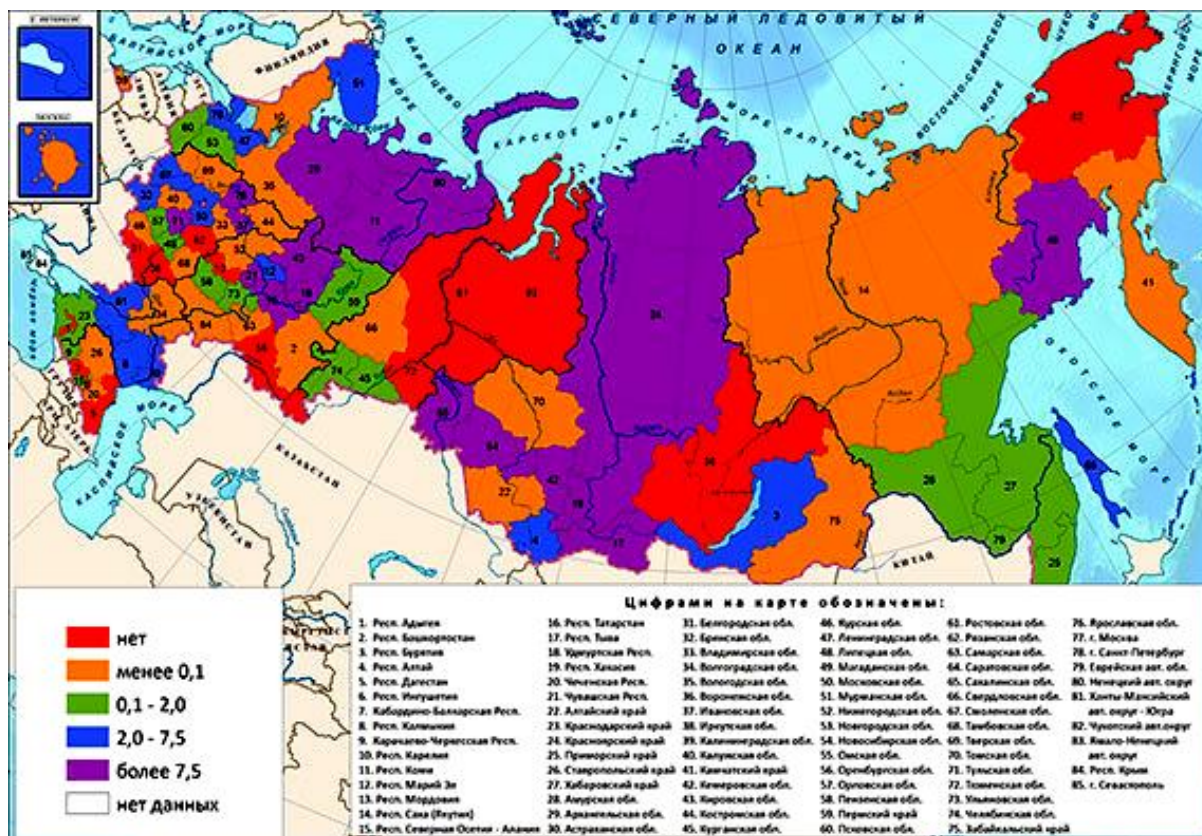 СЕВЕРНЫЙ ЛЕДОВИТЫЙ
ОКЕАН
БАЛТИЙСКОЕ МОРЕ
ФИНЛЯНДИЯ
БАРЕНЦЕВО
МОРЕ
КАРСКОЕ МОРЕ
МОРЕ ЛАПТЕВЫХ
ВОСТОЧНО-СИБИРСКОЕ
МОРЕ
ОХОТСКОЕ МОРЕ
КАСПИЙСКОЕ
МОРЕ
КАЗАХСТАН
УЗБЕКИСТАН
КИТАЙ
нет
менее 0,1
0,1 - 2,0
2,0 - 7,5
более 7,5
нет данных
Цифрами на карте обозначены:
1. Респ. Адыгея
2. Респ. Башкортостан
3. Респ. Бурятия
4. Респ. Алтай
5. Респ. Дагестан
6. Респ. Ингушетия
7. Кабардино-Балкарская Респ.
8. Респ. Калмыкия
9. Карачаево-Черкесская Респ.
10. Респ. Карелия
11. Респ. Коми
12. Респ. Марий Эл
13. Респ. Мордовия
14. Респ. Саха (Якутия)
15. Респ. Северная Осетия - Алания
16. Респ. Татарстан
17. Респ. Тыва
18. Удмуртская Респ.
19. Респ. Хакасия
20. Чеченская Респ.
21. Чувашская Респ.
22. Алтайский край
23. Краснодарский край
24. Красноярский край
25. Приморский край
26. Ставропольский край
27. Хабаровский край
28. Амурская обл.
29. Архангельская обл.
30. Астраханская обл.
31. Белгородская обл.
32. Брянская обл.
33. Владимирская обл.
34. Волгоградская обл.
35. Вологодская обл.
36. Воронежская обл.
37. Ивановская обл.
38. Иркутская обл.
39. Калининградская обл.
40. Калужская обл.
41. Камчатский край
42. Кемеровская обл.
43. Кировская обл.
44. Костромская обл.
45. Курганская обл.
46. Курская обл.
47. Ленинградская обл.
48. Липецкая обл.
49. Магаданская обл.
50. Московская обл.
51. Мурманская обл.
52. Нижегородская обл.
53. Новгородская обл.
54. Новосибирская обл.
55. Омская обл.
56. Оренбургская обл.
57. Орловская обл.
58. Пензенская обл.
59. Пермский край
60. Псковская обл.
61. Ростовская обл.
62. Рязанская обл.
63. Самарская обл.
64. Саратовская обл.
65. Сахалинская обл.
66. Свердловская обл.
67. Смоленская обл.
68. Тамбовская обл.
69. Тверская обл.
70. Томская обл.
71. Тульская обл.
72. Тюменская обл.
73. Ульяновская обл.
74. Челябинская обл.
75. Забайкальский край
76. Ярославская обл.
77. г. Москва
78. г. Санкт-Петербург
79. Еврейская авт. обл.
80. Ненецкий авт. округ
81. Ханты-Мансийский
авт. округ - Югра
82. Чукотский авт.округ
83. Ямало-Ненецкий
авт. округ
84. Респ. Крым
85. г. Севастополь